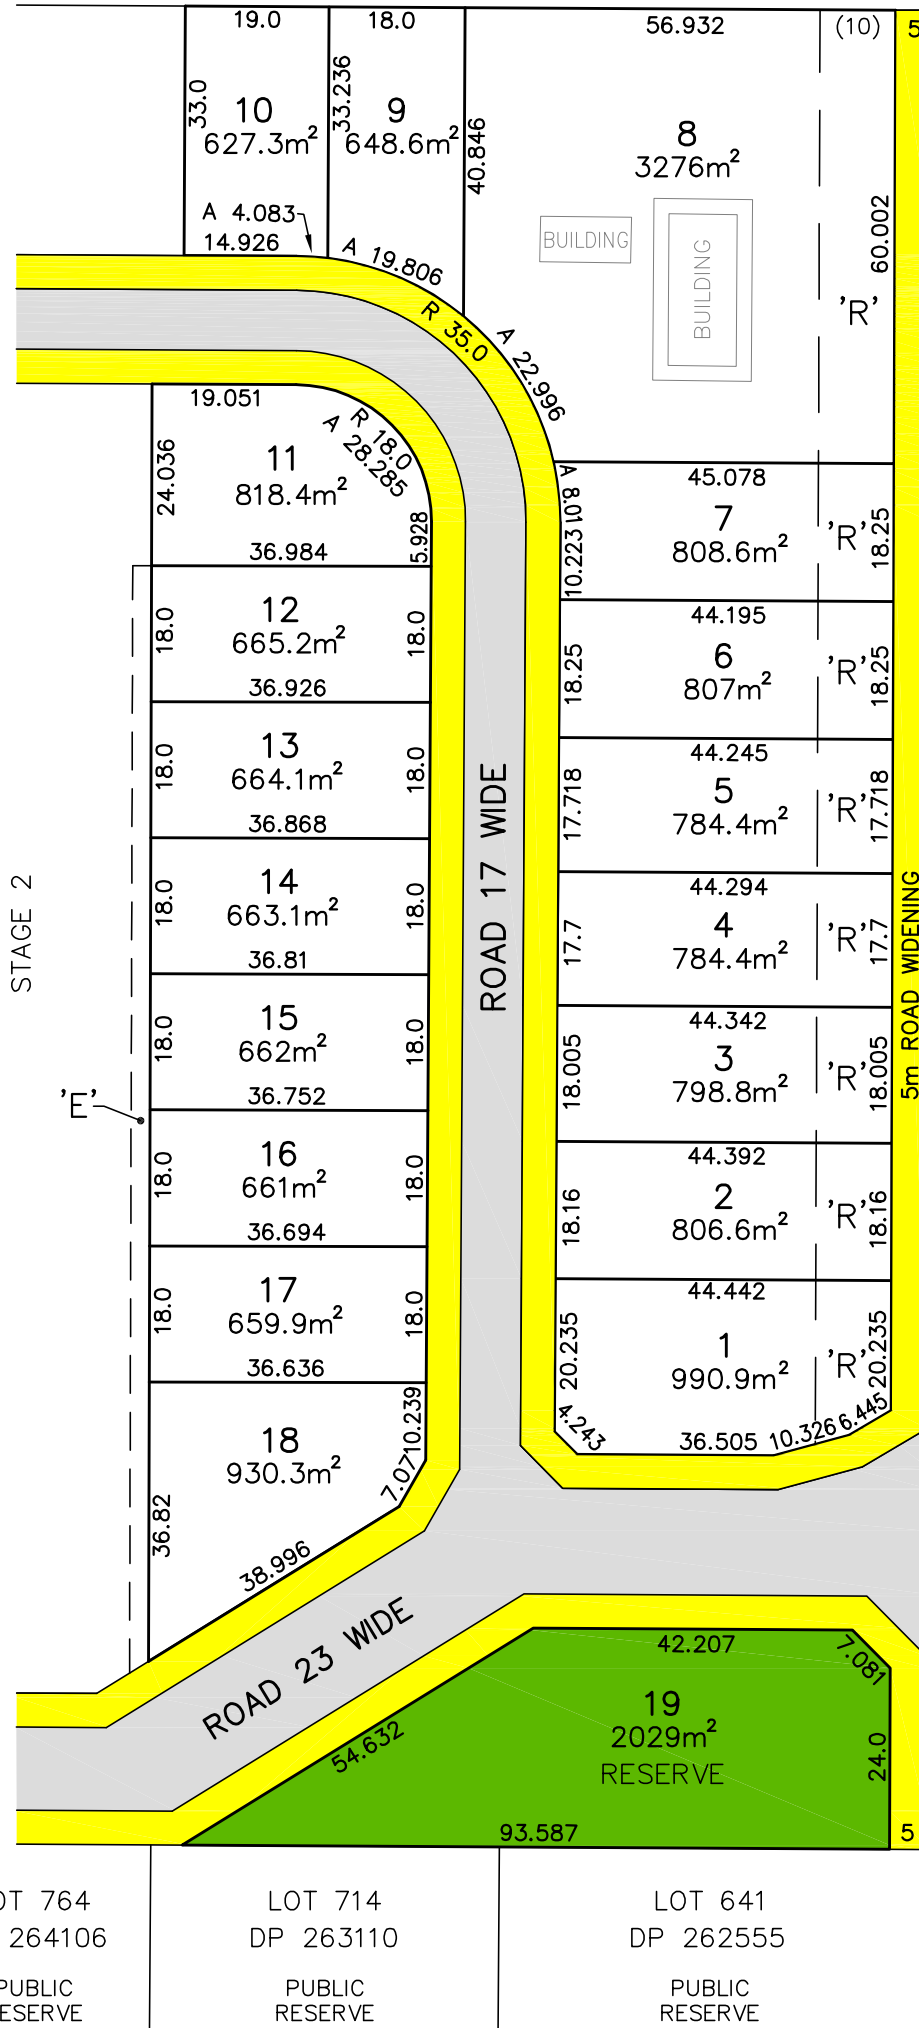 19.0
18.0
56.932
(10)
5
33.0
10
627.3m²
33.236
9
648.6m²
40.846
8
3276m²
BUILDING
BUILDING
60.002
'R'
A 4.083
14.926
A 19.806
R 35.0
A 22.996
19.051
R 18.0
A 28.285
24.036
11
818.4m²
5.928
36.984
A 8.013
45.078
7
808.6m²
'R'
18.25
10.223
18.0
12
665.2m²
18.0
36.926
44.195
18.25
6
807m²
'R'
18.25
18.0
13
664.1m²
18.0
36.868
44.245
17.718
5
784.4m²
'R'
17.718
ROAD 17 WIDE
STAGE 2
18.0
14
663.1m²
18.0
36.81
44.294
17.7
4
784.4m²
'R'
17.7
5m ROAD WIDENING
18.0
15
662m²
18.0
36.752
44.342
18.005
3
798.8m²
'R'
18.005
'E'
18.0
16
661m²
18.0
36.694
44.392
18.16
2
806.6m²
'R'
18.16
18.0
17
659.9m²
18.0
36.636
44.442
20.235
1
990.9m²
'R'
20.235
4.243
36.505
10.326
6.445
10.239
7.071
18
930.3m²
36.82
38.996
ROAD 23 WIDE
42.207
7.081
19
2029m²
RESERVE
54.632
24.0
93.587
5
OT 764
264106
PUBLIC
ESERVE
LOT 714
DP 263110
PUBLIC
RESERVE
LOT 641
DP 262555
PUBLIC
RESERVE